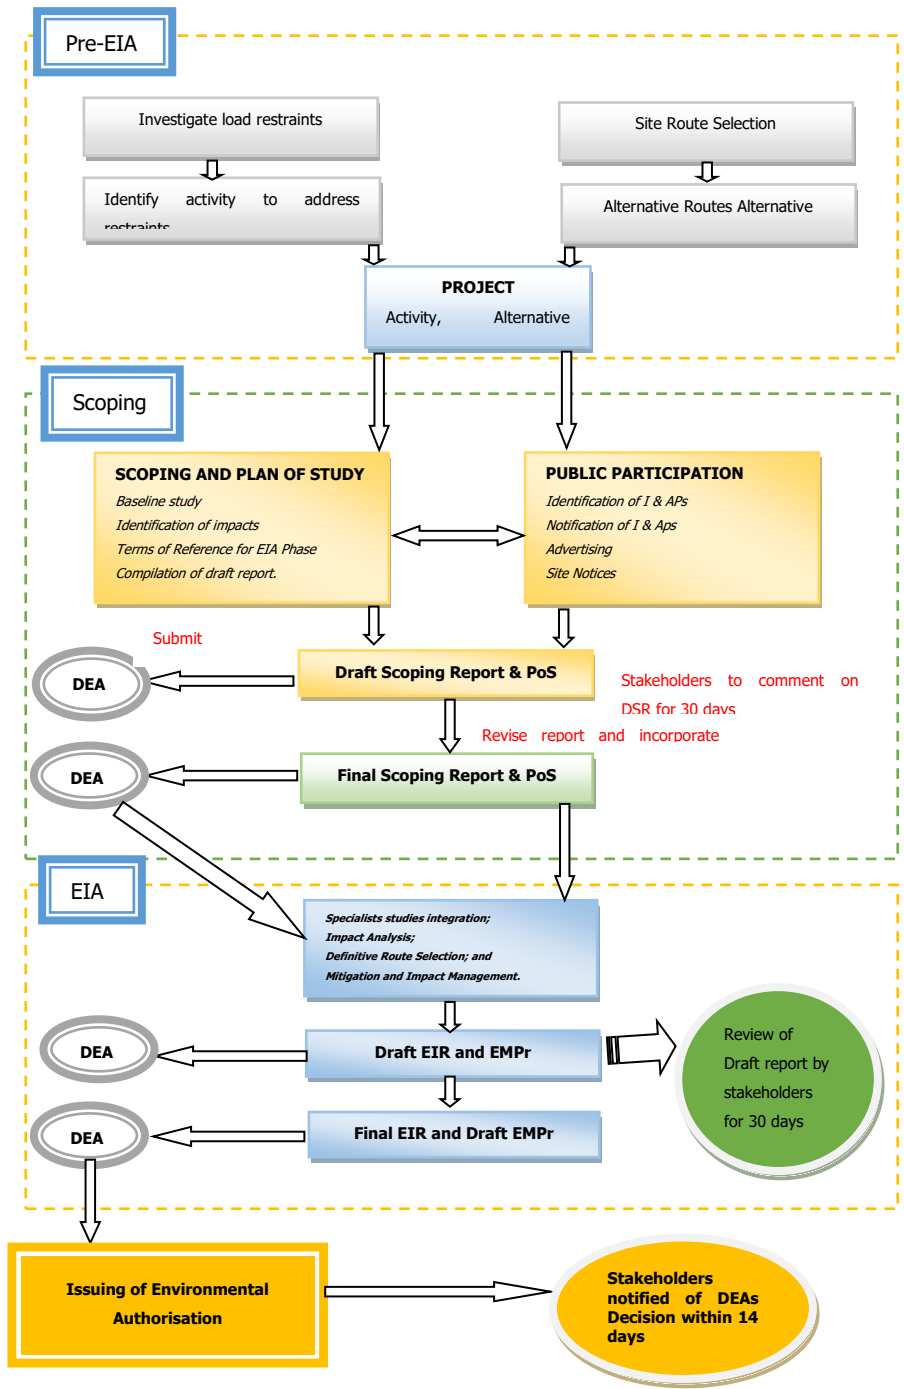 Pre-EIA
Investigate load restraints
Site Route Selection
Identify activity to address
restraints
Alternative Routes Alternative
PROJECT
Activity, Alternative
Scoping
SCOPING AND PLAN OF STUDY
Baseline study
Identification of impacts
Terms of Reference for EIA Phase
Compilation of draft report.
PUBLIC PARTICIPATION
Identification of I & APs
Notification of I & Aps
Advertising
Site Notices
Submit
DEA
Draft Scoping Report & PoS
Stakeholders to comment on
DSR for 30 days
Revise report and incorporate
DEA
Final Scoping Report & PoS
EIA
Specialists studies integration;
Impact Analysis;
Definitive Route Selection; and
Mitigation and Impact Management.
DEA
Draft EIR and EMPr
Review of
Draft report by
stakeholders
for 30 days
DEA
Final EIR and Draft EMPr
Issuing of Environmental
Authorisation
Stakeholders
notified of DEAs
Decision within 14
days